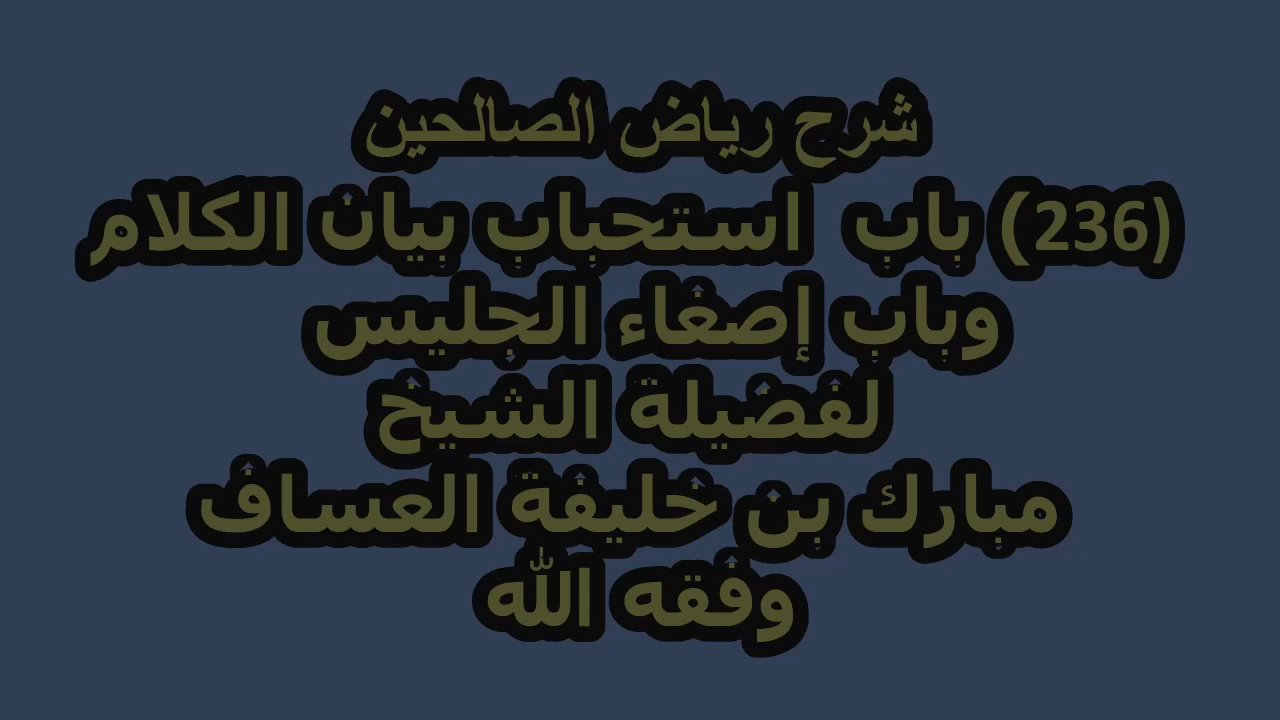 شرح رياض الصالحين
(236) باب استحباب بيان الكلام
وباب إصغاء الجليس
لفضيلة الشيخ
مبارك بن خليفة العساف
وفقه الله